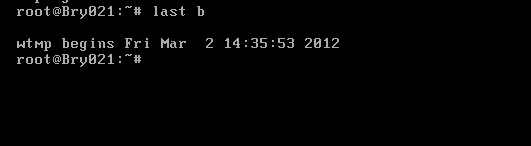 root@Bry021:~# last b
wtmp begins Fri Mar  2 14:35:53 2012
root@Bry021:~#